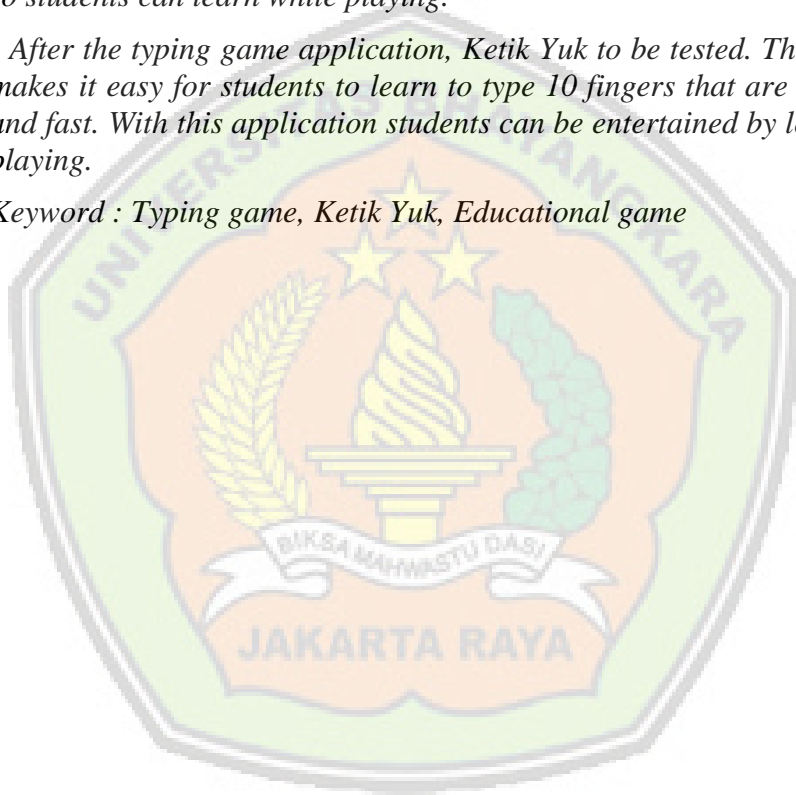 o students can learn while playing.
After the typing game application, Ketik Yuk to be tested. Th
makes it easy for students to learn to type 10 fingers that are
and fast. With this application students can be entertained by l
playing.
Keyword : Typing game, Ketik Yuk, Educational game
UNIVERSITAS BHAYANGKARA
BIKSA MAHWASTU DASI
JAKARTA RAYA